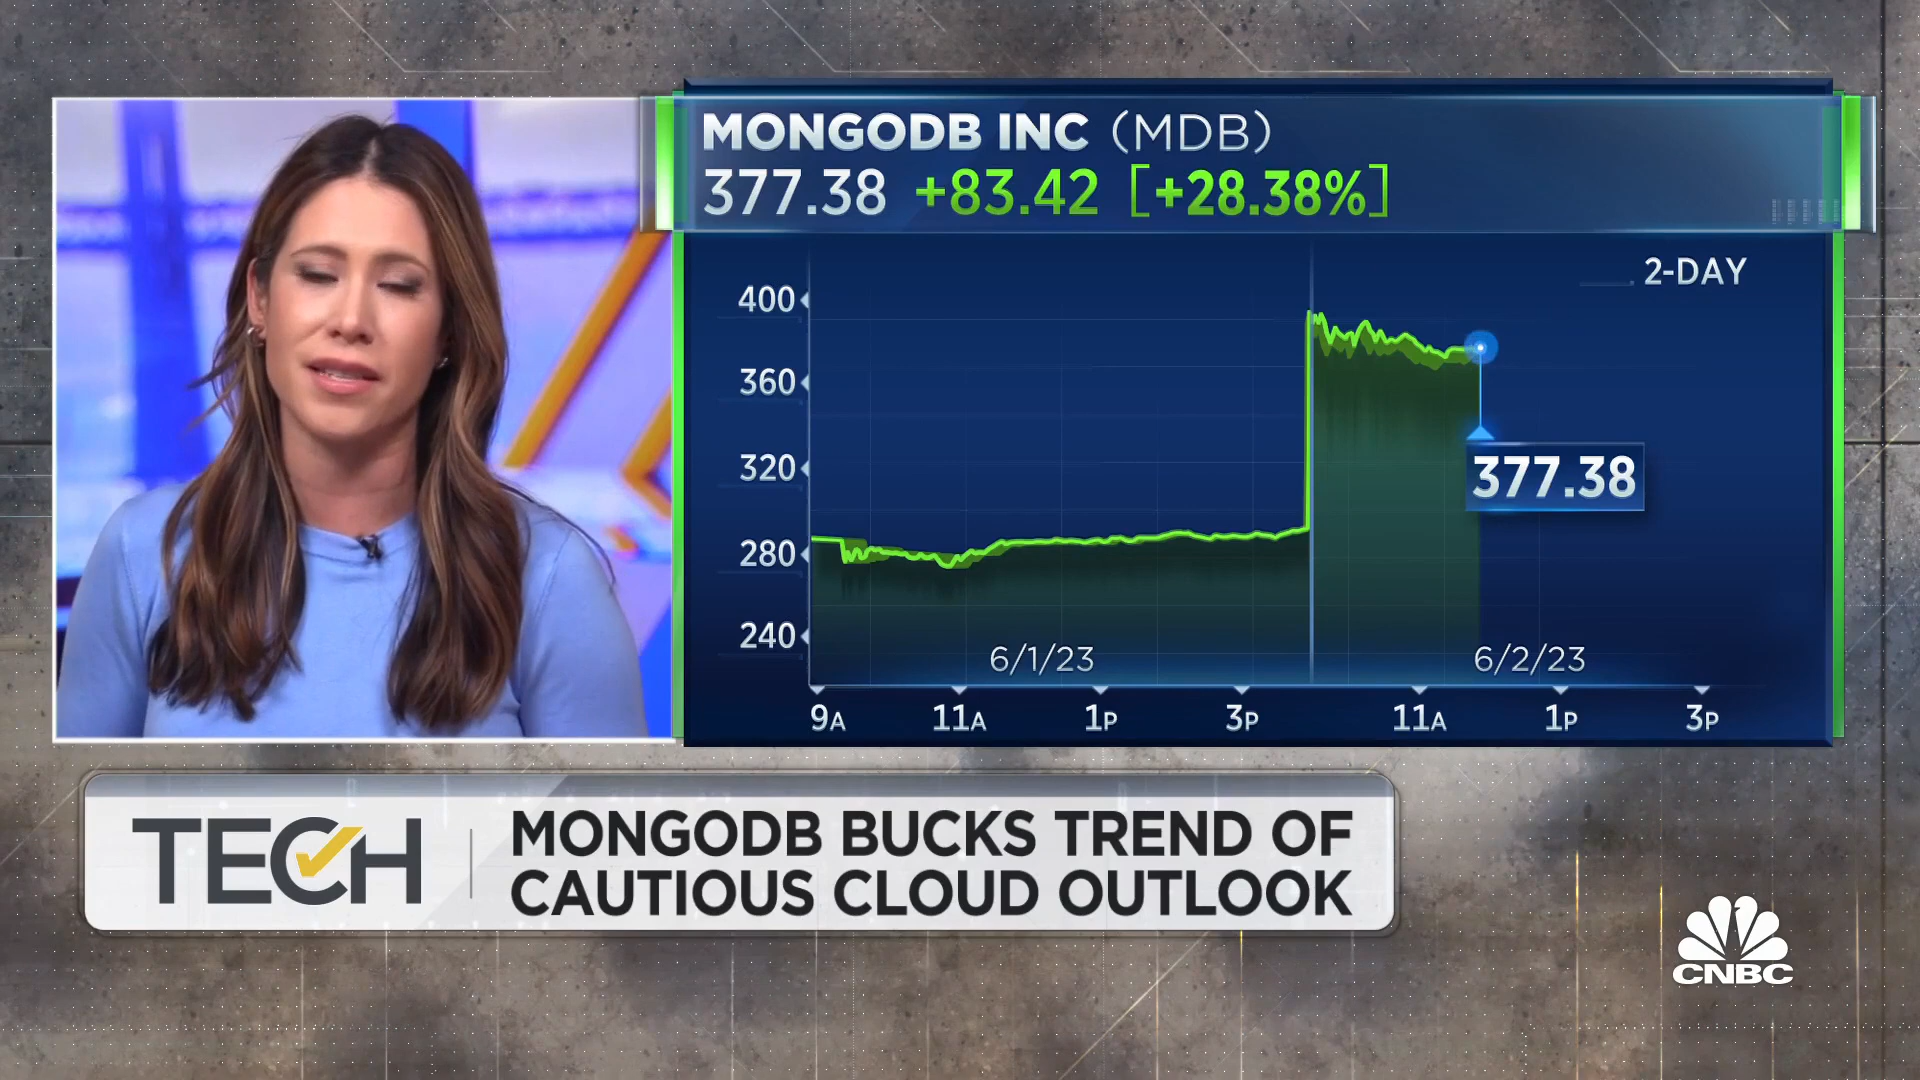 MONGODB INC (MDB)
377.38 +83.42 [+28.38%]
2-DAY
400
360
320
280
240
377.38
6/1/23 6/2/23
9A 11A 1P 3P 11A 1P 3P
TECH
MONGODB BUCKS TREND OF
CAUTIOUS CLOUD OUTLOOK
CNBC